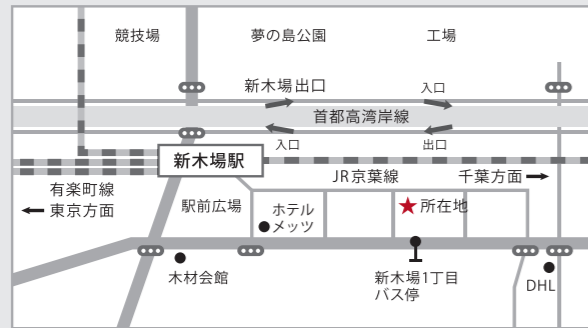 競技場
夢の島公園
工場
新木場出口
入口
首都高湾岸線
入口
出口
新木場駅
JR京葉線
千葉方面
有楽町線
東京方面
駅前広場
ホテル
メッツ
所在地
木材会館
新木場1丁目
バス停
DHL